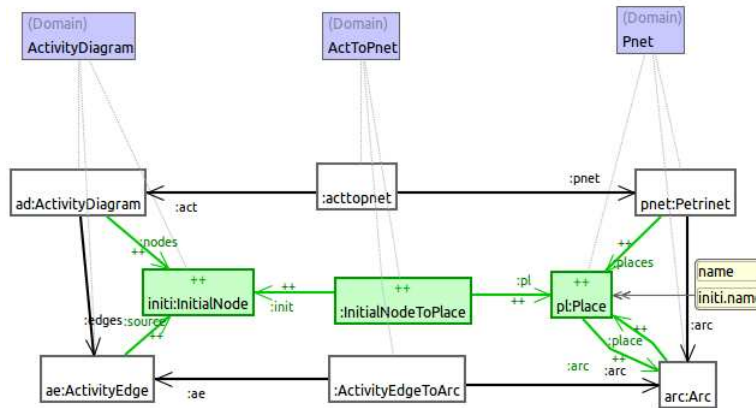 (Domain)
ActivityDiagram
(Domain)
ActToPnet
(Domain)
Pnet
ad:ActivityDiagram
:act
:acttopnet
:pnet
pnet:Petrinet
:nodes
++
++
:places
++
initi:InitialNode
++
:init
++
:InitialNodeToPlace
:pl
++
++
pl:Place
name
initi.name
:edges
:source
++
:place
++
:arc
++
:arc
:arc
ae:ActivityEdge
:ae
:ActivityEdgeToArc
arc:Arc